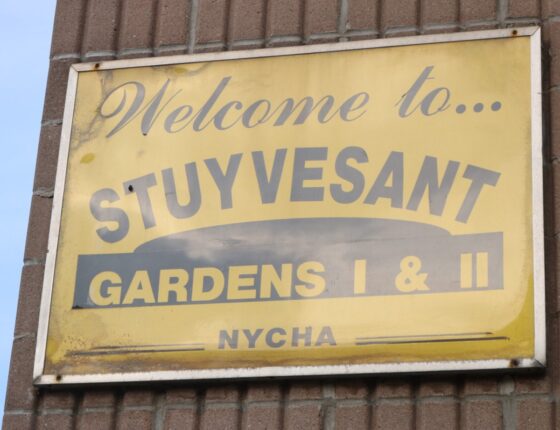 Welcome to...
STUYVESANT
GARDENS I & II
NYCHA